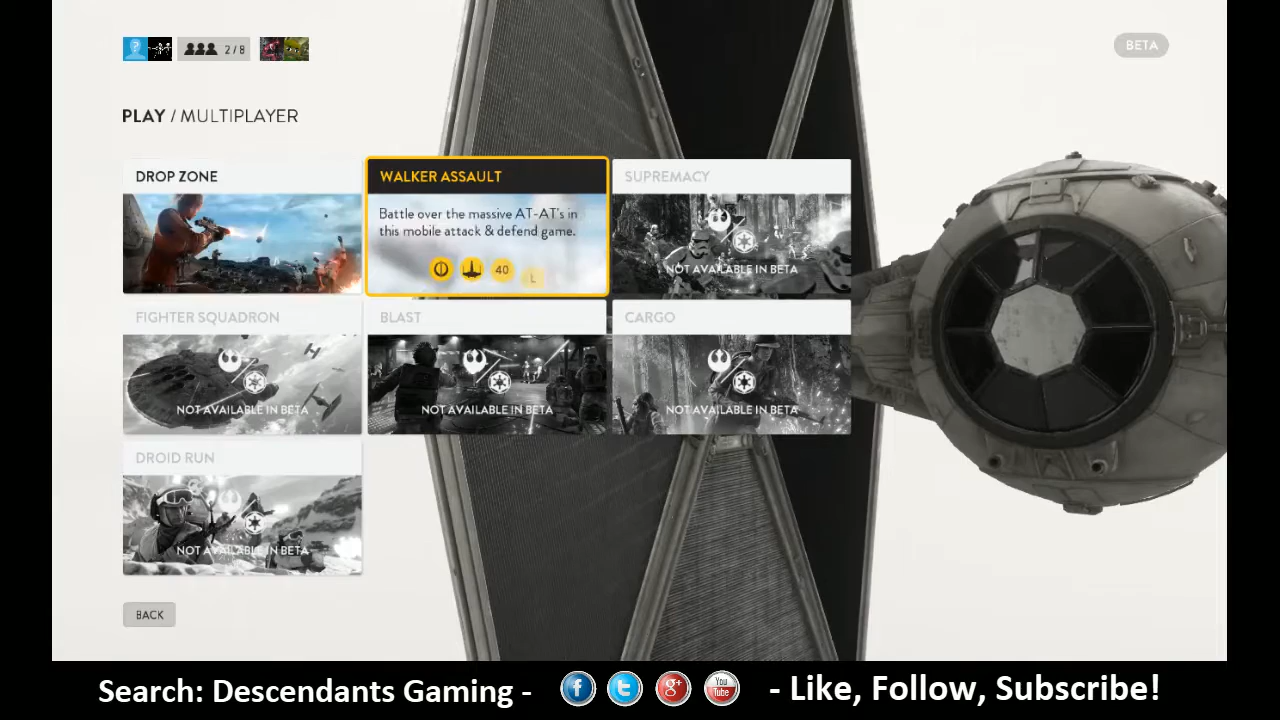 2/8
BETA
PLAY / MULTIPLAYER
DROP ZONE
WALKER ASSAULT
Battle over the massive AT-AT's in
this mobile attack & defend game.
40
L
SUPREMACY
NOT AVAILABLE IN BETA
FIGHTER SQUADRON
NOT AVAILABLE IN BETA
BLAST
NOT AVAILABLE IN BETA
CARGO
NOT AVAILABLE IN BETA
DROID RUN
NOT AVAILABLE IN BETA
BACK
Search: Descendants Gaming - f t g+ You Tube - Like, Follow, Subscribe!